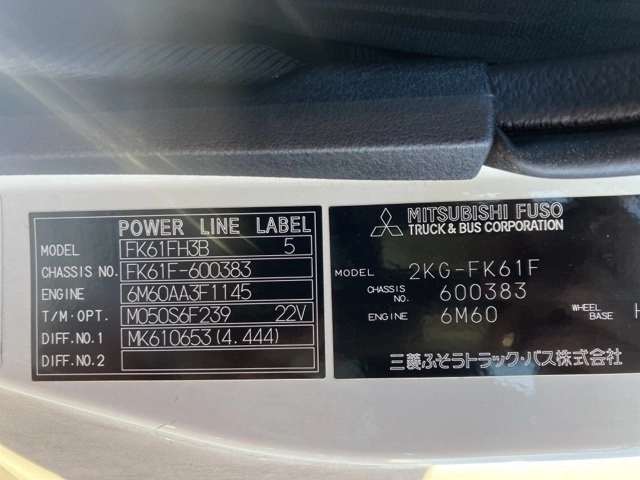 POWER LINE LABEL
MODEL FK61FH3B 5
CHASSIS NO. FK61F-600383
ENGINE 6M60AA3F1145
T/M.OPT. M050S6F239 22V
DIFF.NO.1 MK610653(4.444)
DIFF.NO.2
MITSUBISHI FUSO
TRUCK & BUS CORPORATION
MODEL 2KG-FK61F
CHASSIS NO. 600383
ENGINE 6M60 WHEEL BASE H
三菱ふそうトラック・バス株式会社